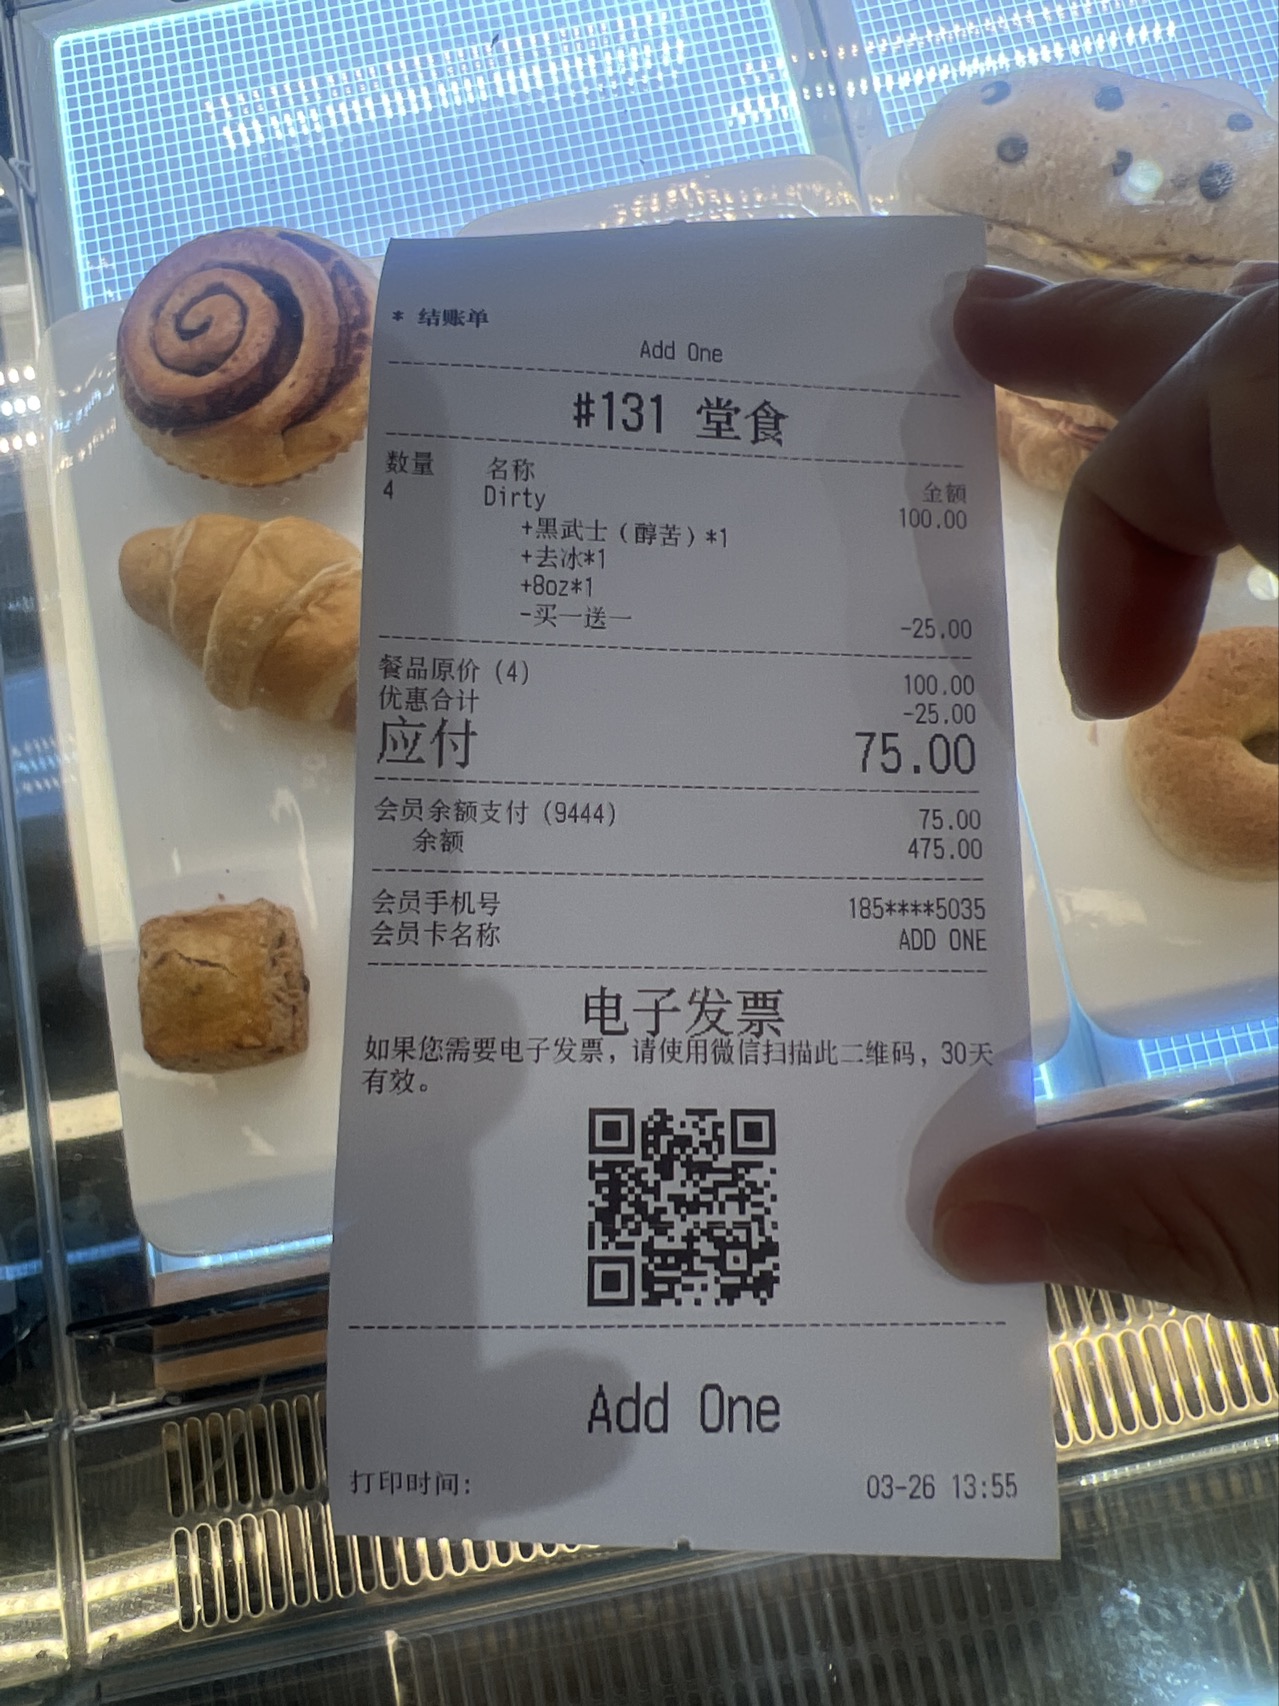 * 结账单
Add One
#131 堂食
数量 名称 金额
4 Dirty 100.00
+黑武士（醇苦）*1
+去冰*1
+8oz*1
-买一送一 -25.00
餐品原价 (4) 100.00
优惠合计 -25.00
应付 75.00
会员余额支付 (9444) 75.00
余额 475.00
会员手机号 185****5035
会员卡名称 ADD ONE
电子发票
如果您需要电子发票，请使用微信扫描此二维码，30天
有效。
Add One
打印时间: 03-26 13:55